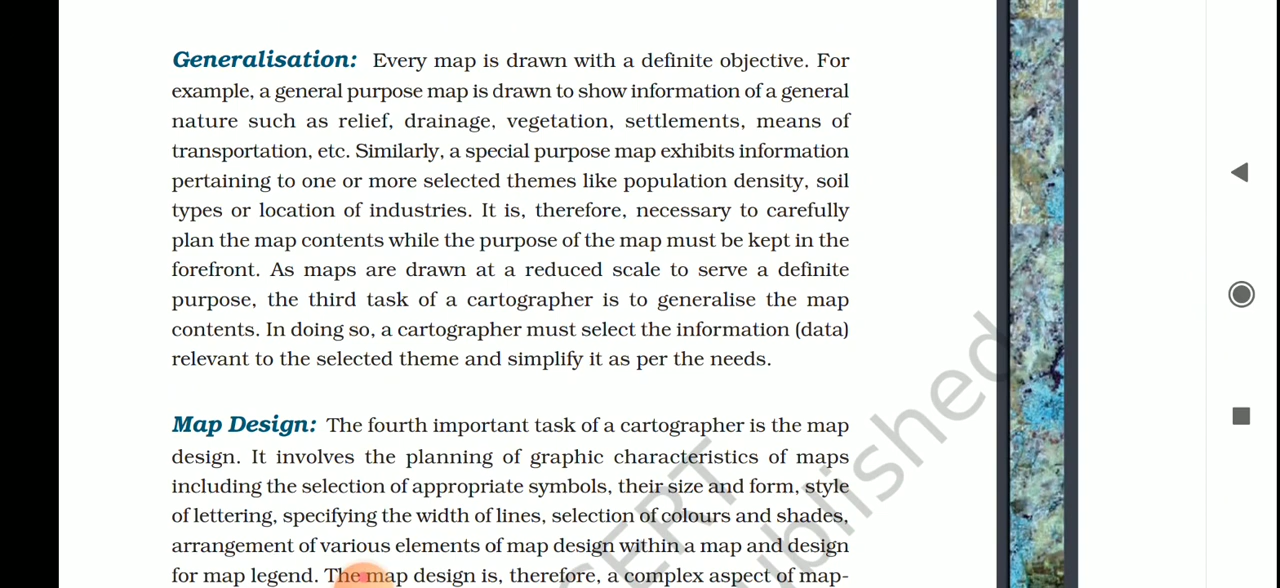 Generalisation: Every map is drawn with a definite objective. For
example, a general purpose map is drawn to show information of a general
nature such as relief, drainage, vegetation, settlements, means of
transportation, etc. Similarly, a special purpose map exhibits information
pertaining to one or more selected themes like population density, soil
types or location of industries. It is, therefore, necessary to carefully
plan the map contents while the purpose of the map must be kept in the
forefront. As maps are drawn at a reduced scale to serve a definite
purpose, the third task of a cartographer is to generalise the map
contents. In doing so, a cartographer must select the information (data)
relevant to the selected theme and simplify it as per the needs.
Map Design: The fourth important task of a cartographer is the map
design. It involves the planning of graphic characteristics of maps
including the selection of appropriate symbols, their size and form, style
of lettering, specifying the width of lines, selection of colours and shades,
arrangement of various elements of map design within a map and design
for map legend. The map design is, therefore, a complex aspect of map-